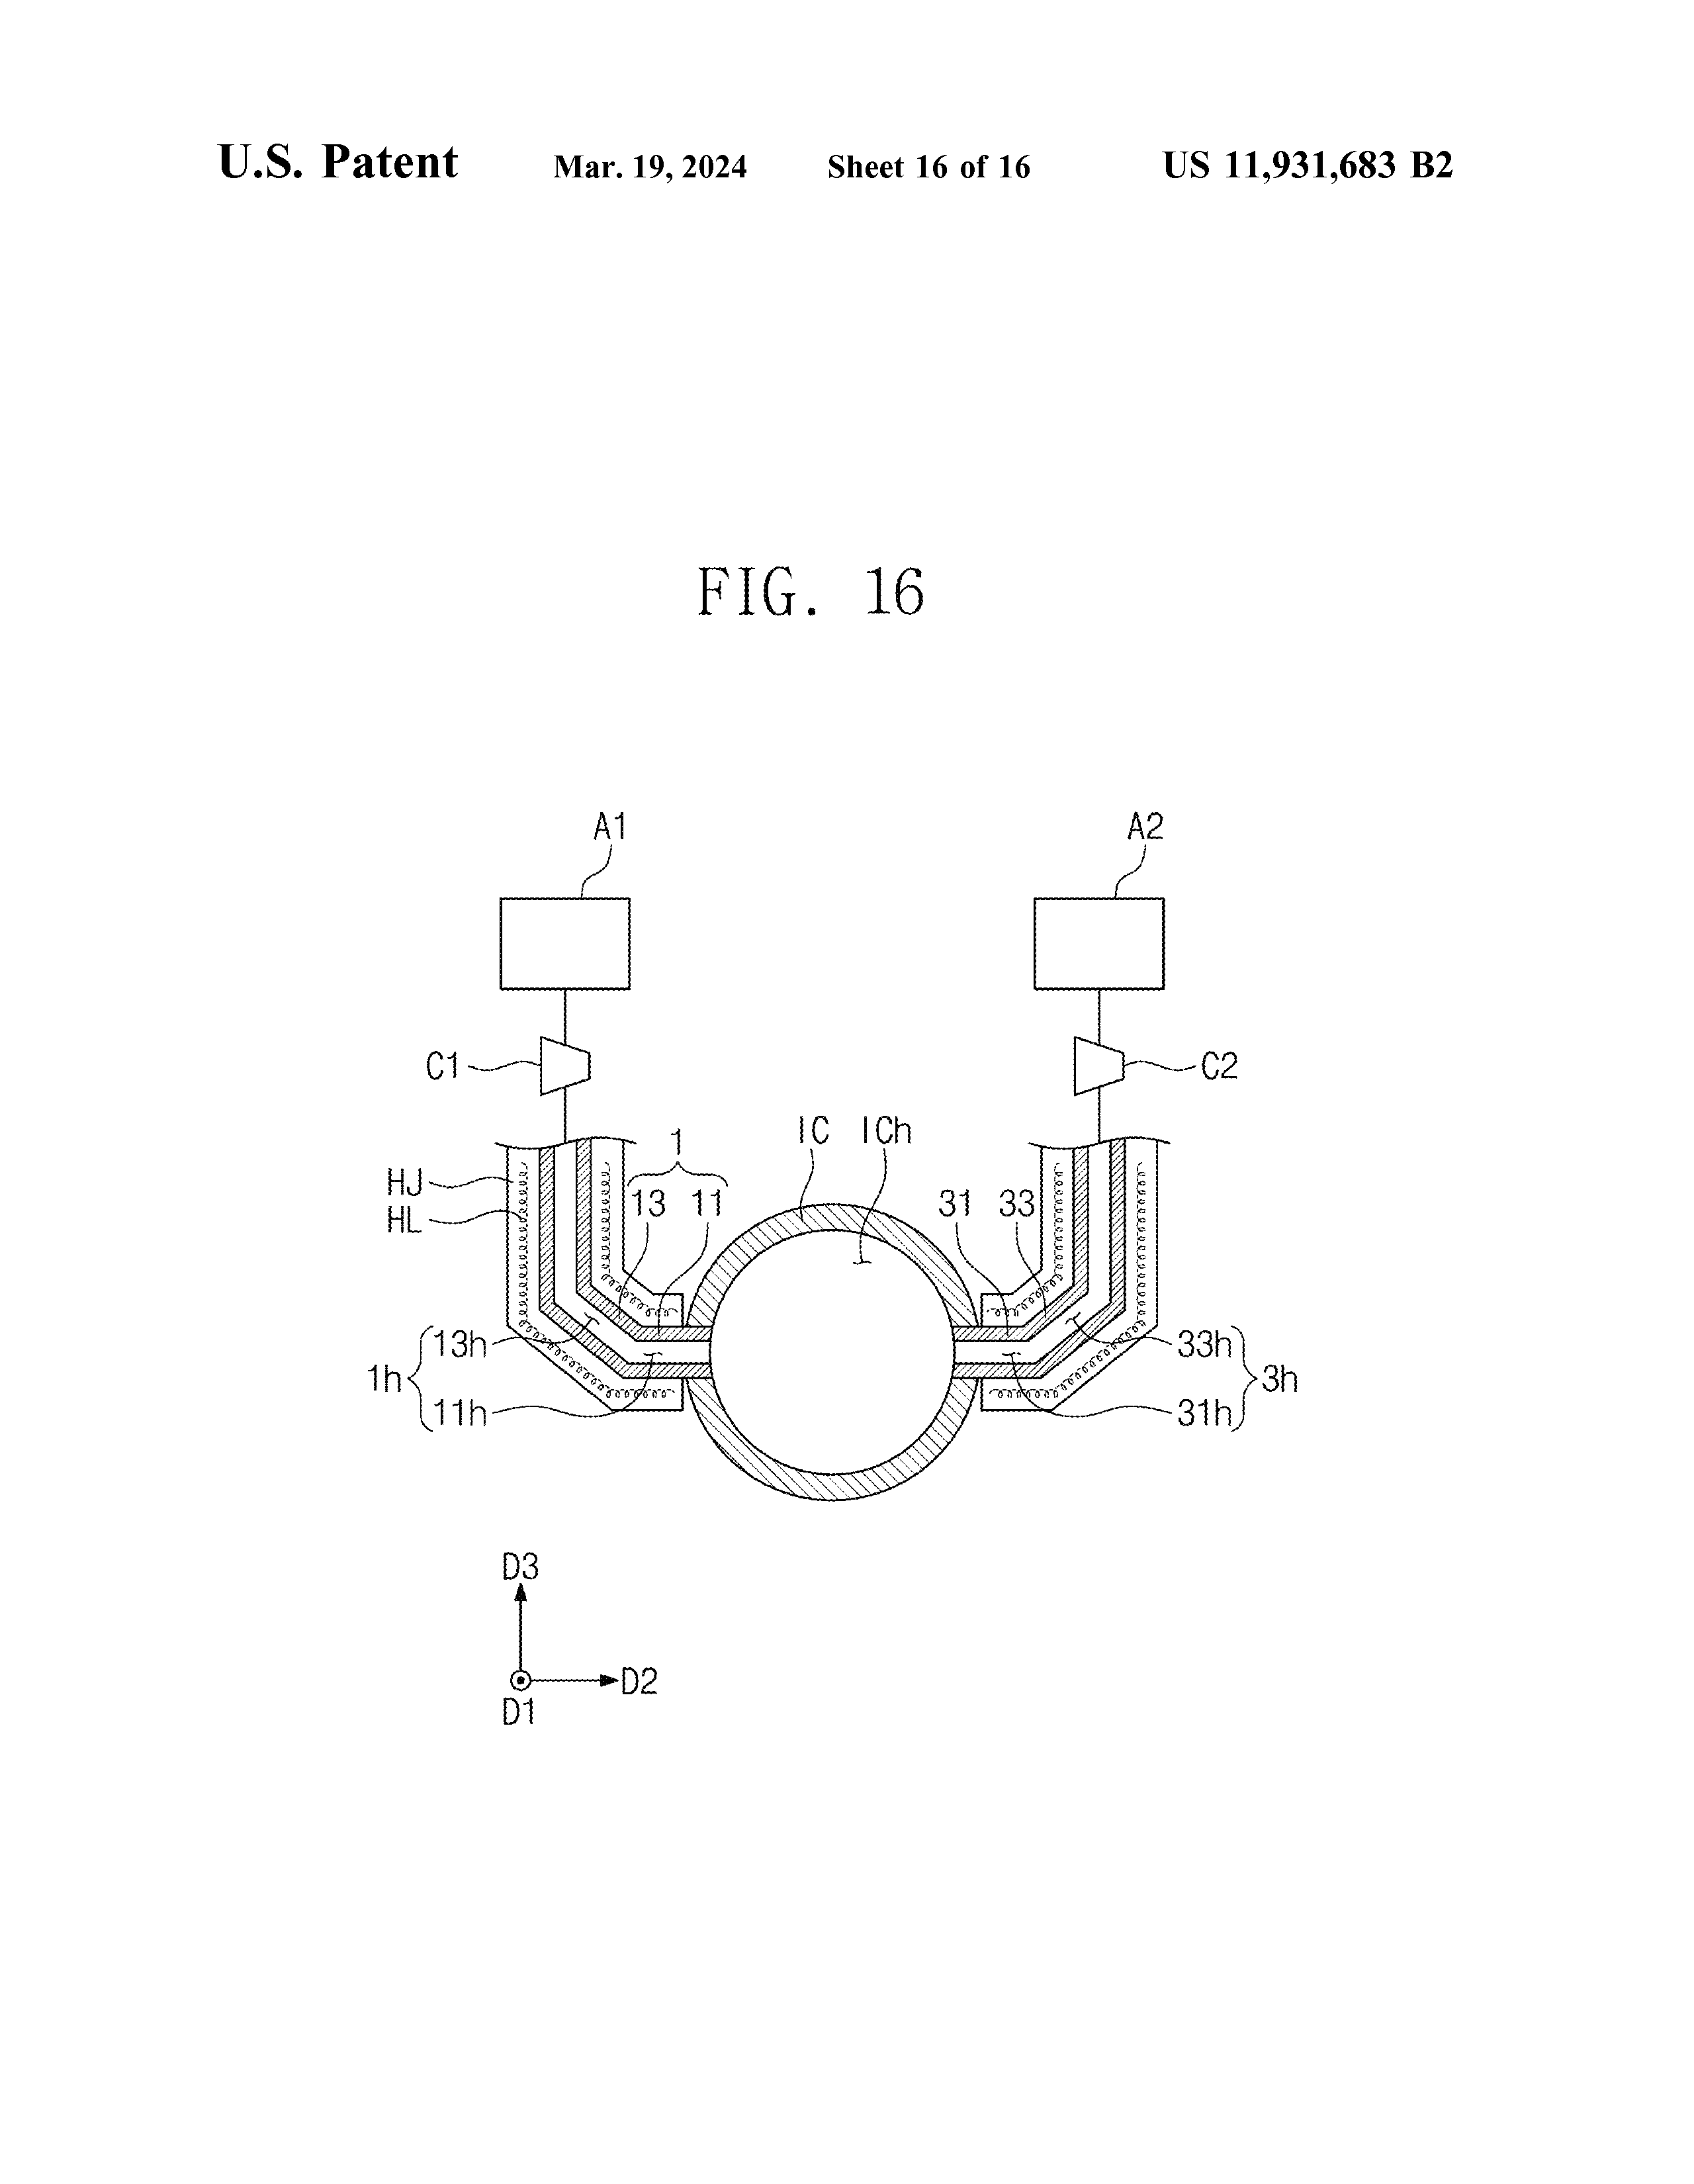 U.S. Patent Mar. 19, 2024 Sheet 16 of 16 US 11,931,683 B2
FIG. 16
A1 A2
C1 C2
1 IC ICh
HJ 13 11 31 33
HL
13h 33h
1h 3h
11h 31h
D3
D2
D1